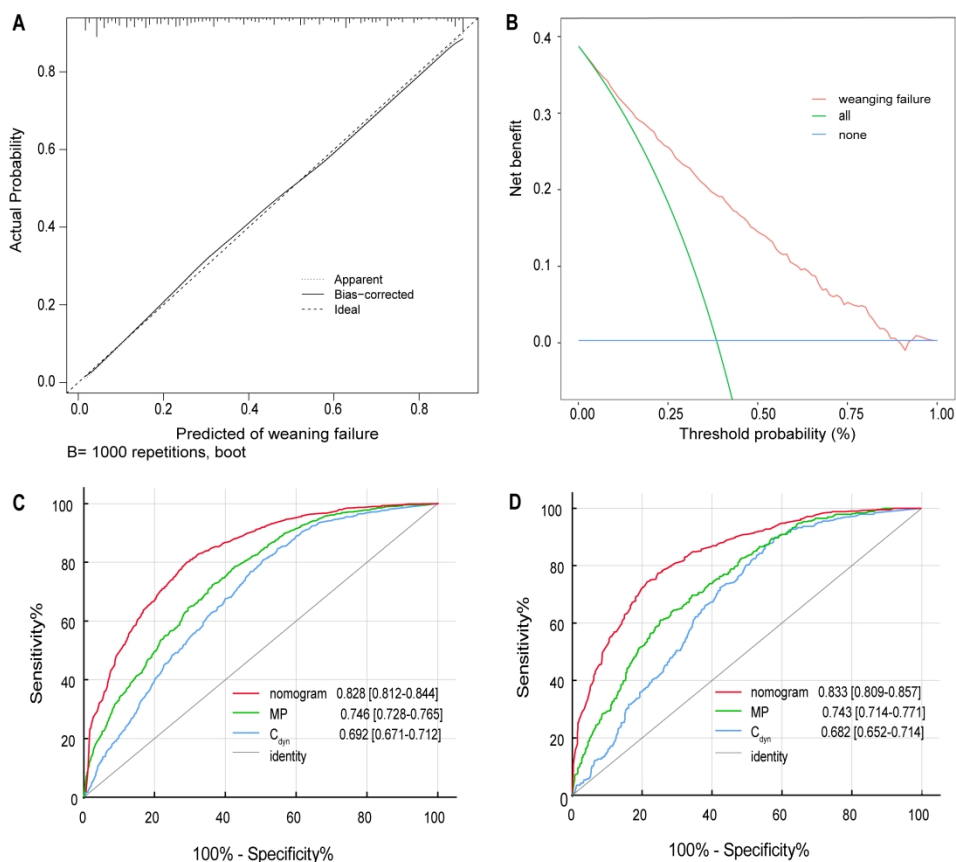 A
0.8
0.6
0.4
0.2
0.0
Actual Probability
Apparent
Bias-corrected
Ideal
0.0 0.2 0.4 0.6 0.8
Predicted of weaning failure
B= 1000 repetitions, boot
B
0.4
0.3
0.2
0.1
0.0
Net benefit
weanging failure
all
none
0.00 0.25 0.50 0.75 1.00
Threshold probability (%)
C
100
80
60
40
20
0
Sensitivity%
nomogram 0.828 [0.812-0.844]
MP 0.746 [0.728-0.765]
Cdyn 0.692 [0.671-0.712]
identity
0 20 40 60 80 100
100% - Specificity%
D
100
80
60
40
20
0
Sensitivity%
nomogram 0.833 [0.809-0.857]
MP 0.743 [0.714-0.771]
Cdyn 0.682 [0.652-0.714]
identity
0 20 40 60 80 100
100% - Specificity%